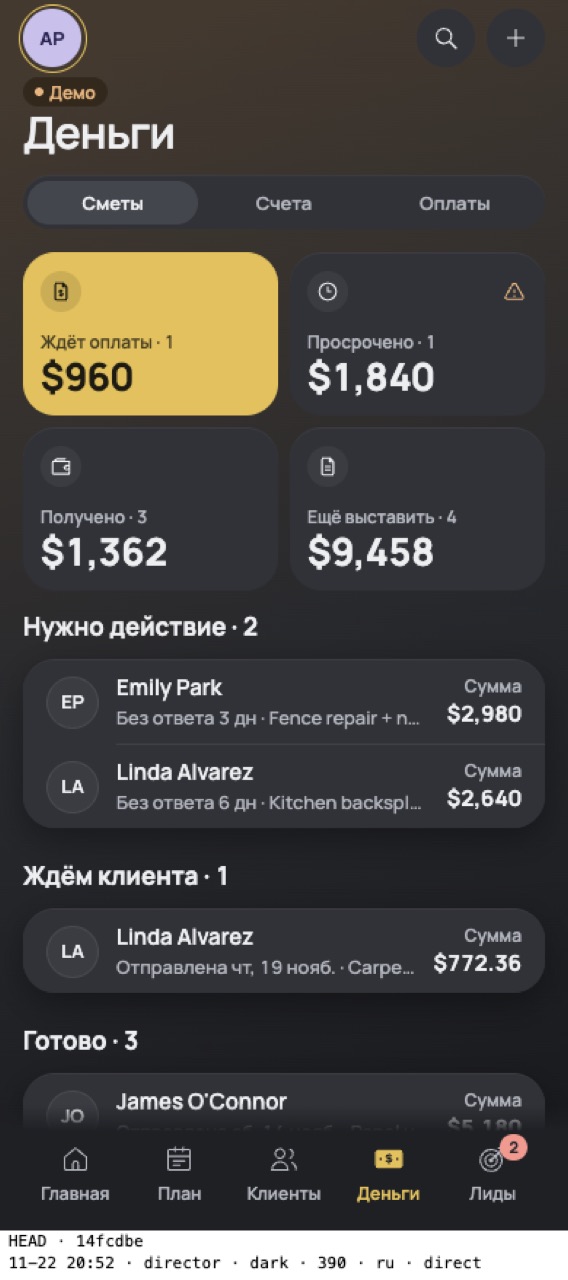 AP
Демо
Деньги
Сметы Счета Оплаты
Ждёт оплаты · 1
$960
Просрочено · 1
$1,840
Получено · 3
$1,362
Ещё выставить · 4
$9,458
Нужно действие · 2
EP
Emily Park
Без ответа 3 дн · Fence repair + n...
Сумма
$2,980
LA
Linda Alvarez
Без ответа 6 дн · Kitchen backspl...
Сумма
$2,640
Ждём клиента · 1
LA
Linda Alvarez
Отправлена чт, 19 нояб. · Carpe...
Сумма
$772.36
Готово · 3
JO
James O'Connor
Сумма
$5,180
Главная План Клиенты Деньги Лиды
2
HEAD · 14fcdbe
11-22 20:52 · director · dark · 390 · ru · direct